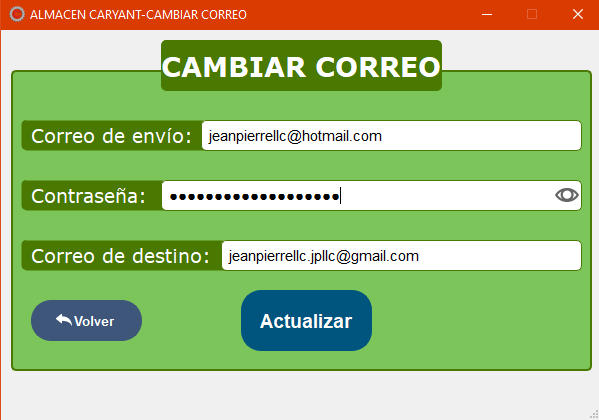 ALMACEN CARYANT-CAMBIAR CORREO
CAMBIAR CORREO
Correo de envío: jeanpierrellc@hotmail.com
Contraseña: ●●●●●●●●●●●●●●●●●●●
Correo de destino: jeanpierrellc.jpllc@gmail.com
Volver
Actualizar